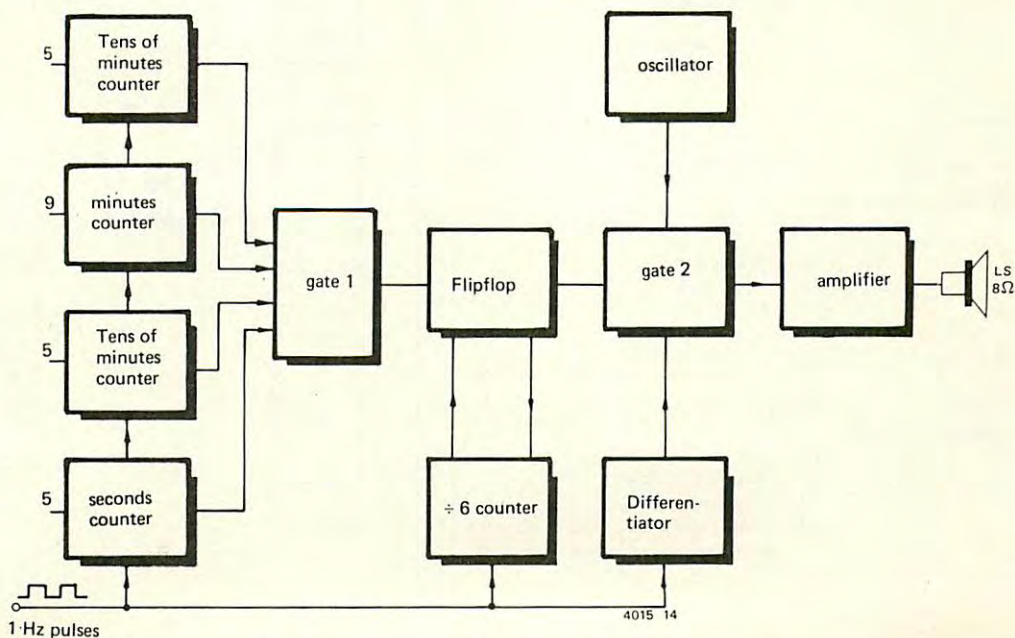 5
Tens of
minutes
counter
9
minutes
counter
5
Tens of
minutes
counter
5
seconds
counter
1 Hz pulses
gate 1
Flipflop
÷ 6 counter
oscillator
gate 2
Differen-
tiator
amplifier
LS
8Ω
4015 14